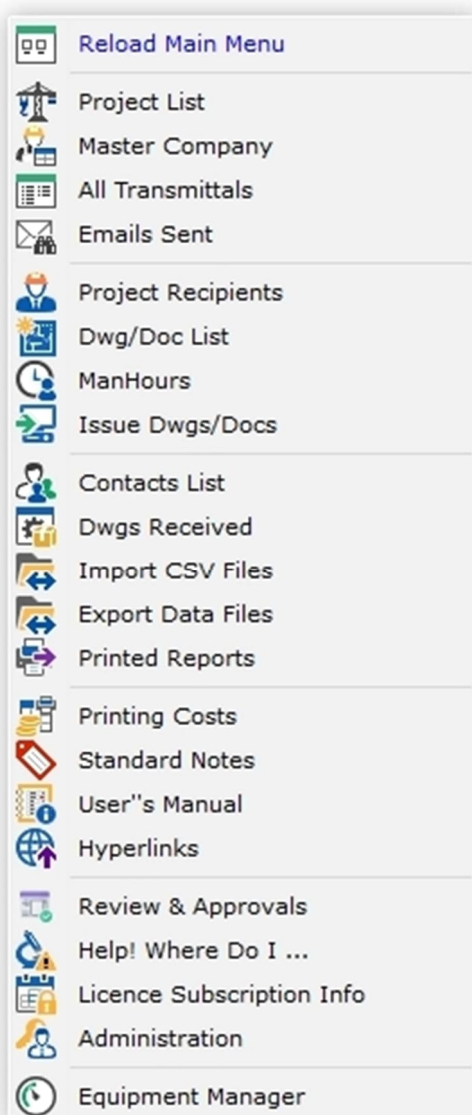 Reload Main Menu
Project List
Master Company
All Transmittals
Emails Sent
Project Recipients
Dwg/Doc List
ManHours
Issue Dwgs/Docs
Contacts List
Dwgs Received
Import CSV Files
Export Data Files
Printed Reports
Printing Costs
Standard Notes
User''s Manual
Hyperlinks
Review & Approvals
Help! Where Do I ...
Licence Subscription Info
Administration
Equipment Manager